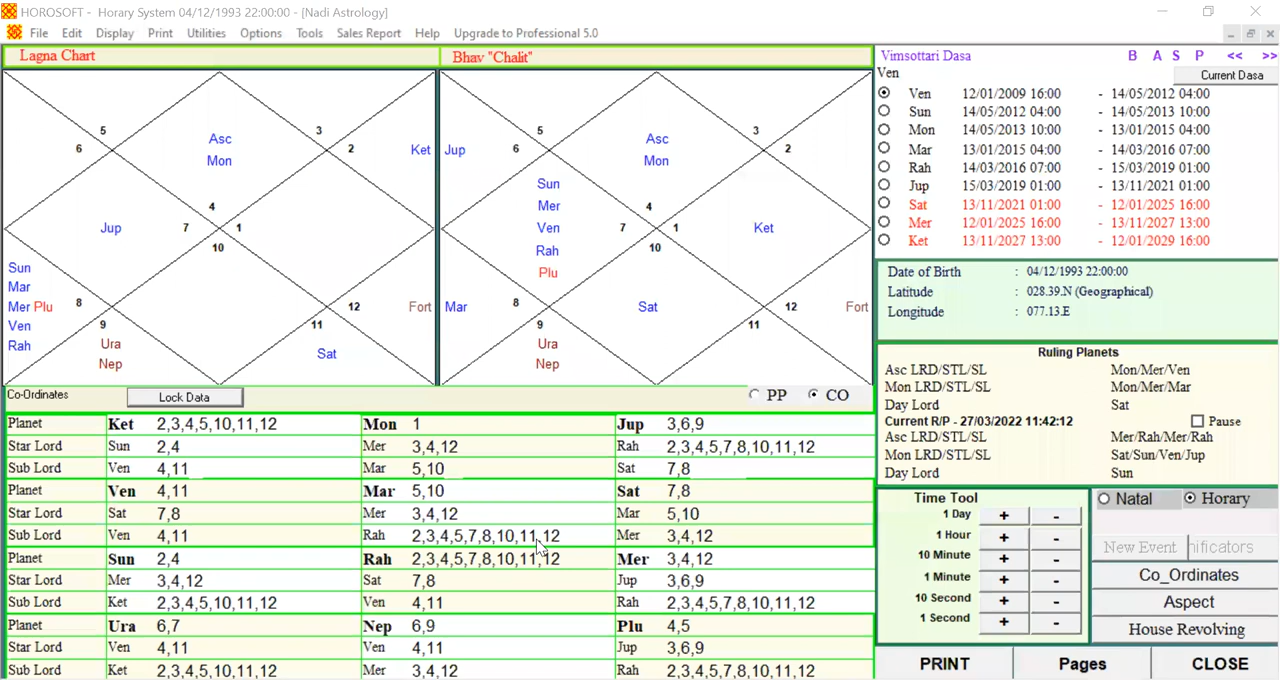 HOROSOFT - Horary System 04/12/1993 22:00:00 - [Nadi Astrology]
File Edit Display Print Utilities Options Tools Sales Report Help Upgrade to Professional 5.0
Lagna Chart
5
3
6
2
Asc
Mon
Ket
4
Jup
7
1
10
Sun
Mar
Mer Plu
Ven
Rah
8
12
Fort
9
11
Ura
Nep
Sat
Bhav "Chalit"
5
3
Jup
6
2
Asc
Mon
Sun
Mer
Ven
Rah
Plu
4
7
1
10
Ket
Mar
8
Sat
12
Fort
9
11
Ura
Nep
Vimsottari Dasa B A S P << >>
Ven
Current Dasa
Ven 12/01/2009 16:00 - 14/05/2012 04:00
Sun 14/05/2012 04:00 - 14/05/2013 10:00
Mon 14/05/2013 10:00 - 13/01/2015 04:00
Mar 13/01/2015 04:00 - 14/03/2016 07:00
Rah 14/03/2016 07:00 - 15/03/2019 01:00
Jup 15/03/2019 01:00 - 13/11/2021 01:00
Sat 13/11/2021 01:00 - 12/01/2025 16:00
Mer 12/01/2025 16:00 - 13/11/2027 13:00
Ket 13/11/2027 13:00 - 12/01/2029 16:00
Date of Birth : 04/12/1993 22:00:00
Latitude : 028.39.N (Geographical)
Longitude : 077.13.E
Ruling Planets
Asc LRD/STL/SL Mon/Mer/Ven
Mon LRD/STL/SL Mon/Mer/Mar
Day Lord Sat
Current R/P - 27/03/2022 11:42:12 Pause
Asc LRD/STL/SL Mer/Rah/Mer/Rah
Mon LRD/STL/SL Sat/Sun/Ven/Jup
Day Lord Sun
Co-Ordinates Lock Data PP CO
Planet Ket 2,3,4,5,10,11,12 Mon 1 Jup 3,6,9
Star Lord Sun 2,4 Mer 3,4,12 Rah 2,3,4,5,7,8,10,11,12
Sub Lord Ven 4,11 Mar 5,10 Sat 7,8
Planet Ven 4,11 Mar 5,10 Sat 7,8
Star Lord Sat 7,8 Mer 3,4,12 Mar 5,10
Sub Lord Ven 4,11 Rah 2,3,4,5,7,8,10,11,12 Mer 3,4,12
Planet Sun 2,4 Rah 2,3,4,5,7,8,10,11,12 Mer 3,4,12
Star Lord Mer 3,4,12 Sat 7,8 Jup 3,6,9
Sub Lord Ket 2,3,4,5,10,11,12 Ven 4,11 Rah 2,3,4,5,7,8,10,11,12
Planet Ura 6,7 Nep 6,9 Plu 4,5
Star Lord Ven 4,11 Ven 4,11 Jup 3,6,9
Sub Lord Ket 2,3,4,5,10,11,12 Mer 3,4,12 Rah 2,3,4,5,7,8,10,11,12
Time Tool
1 Day + -
1 Hour + -
10 Minute + -
1 Minute + -
10 Second + -
1 Second + -
Natal Horary
New Event nificators
Co_Ordinates
Aspect
House Revolving
PRINT Pages CLOSE